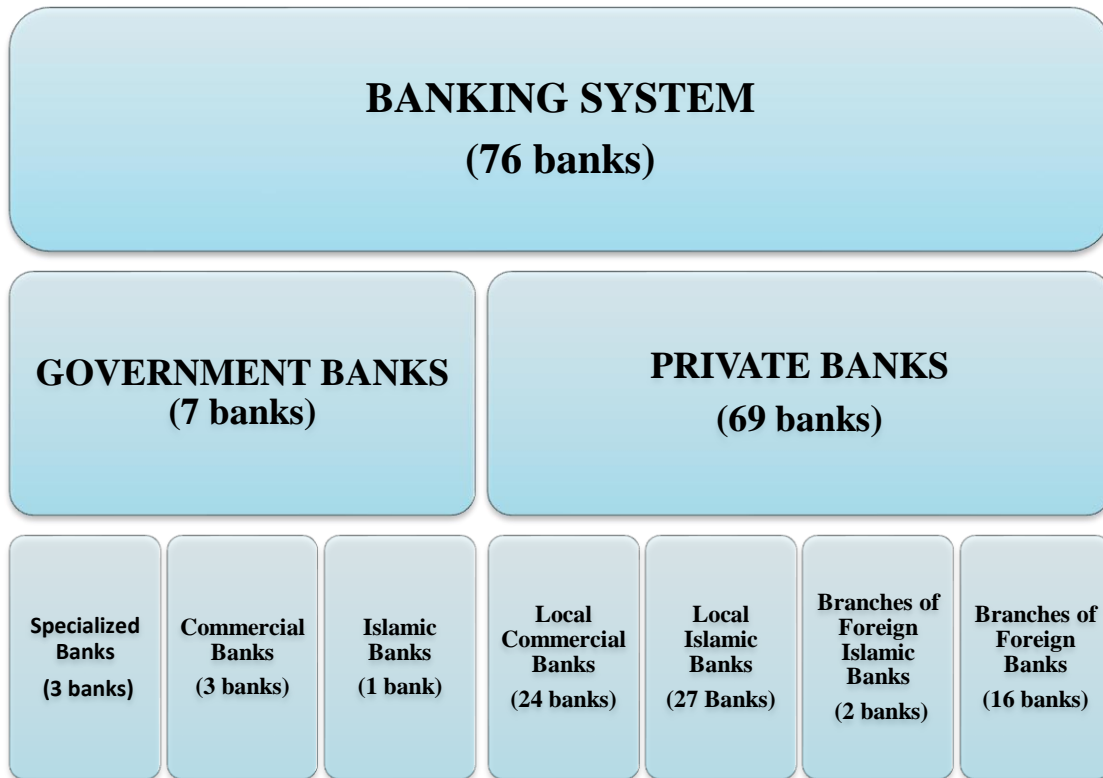 BANKING SYSTEM
(76 banks)
GOVERNMENT BANKS
(7 banks)
PRIVATE BANKS
(69 banks)
Specialized
Banks
(3 banks)
Commercial
Banks
(3 banks)
Islamic
Banks
(1 bank)
Local
Commercial
Banks
(24 banks)
Local
Islamic
Banks
(27 Banks)
Branches of
Foreign
Islamic
Banks
(2 banks)
Branches of
Foreign
Banks
(16 banks)